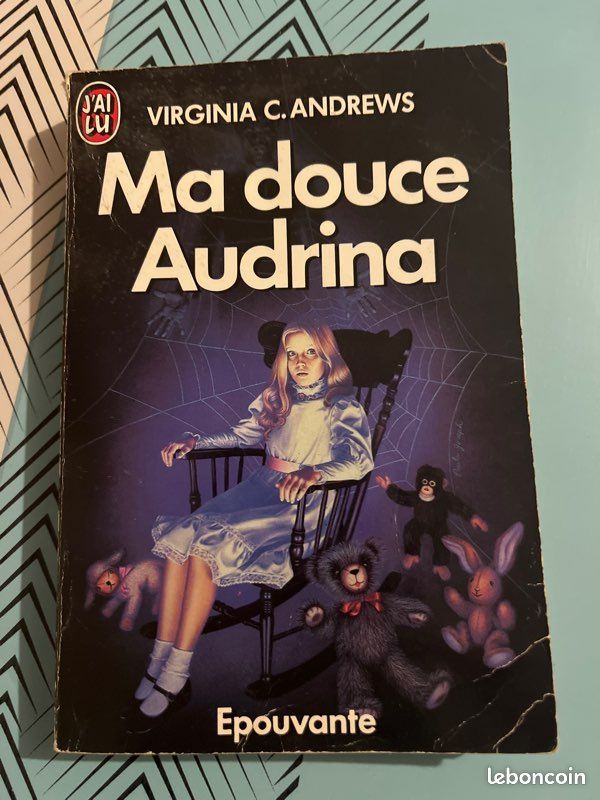 J'AI
LU
VIRGINIA C. ANDREWS
Ma douce
Audrina
Epouvante
leboncoin